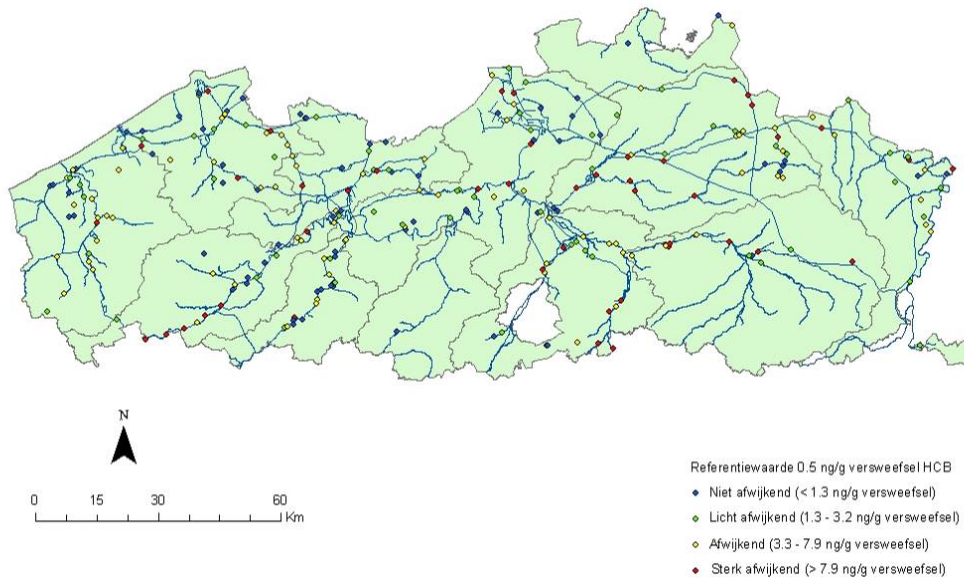 N
0 15 30 60
Km
Referentiewaarde 0.5 ng/g versweefsel HCB
Niet afwijkend (< 1.3 ng/g versweefsel)
Licht afwijkend (1.3 - 3.2 ng/g versweefsel)
Afwijkend (3.3 - 7.9 ng/g versweefsel)
Sterk afwijkend (> 7.9 ng/g versweefsel)